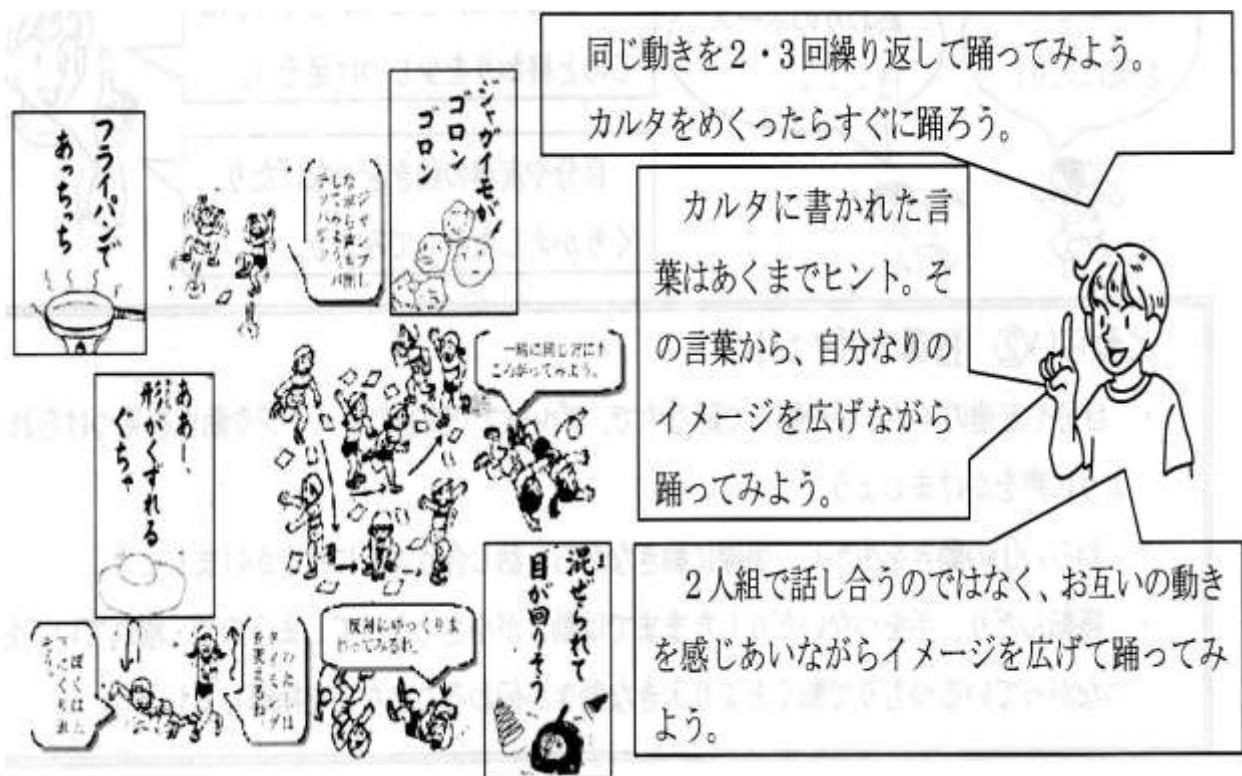 同じ動きを2・3回繰り返して踊ってみよう。
カルタをめくったらすぐに踊ろう。
カルタに書かれた言
葉はあくまでヒント。そ
の言葉から、自分なりの
イメージを広げながら
踊ってみよう。
2人組で話し合うのではなく、お互いの動き
を感じあいながらイメージを広げて踊ってみ
よう。
ジャガイモが!
ゴロン
ゴロン
フライパンで
あっちっち
一緒に同じ方にも
ころがってみよう。
あぁあー、
形がくずれる
ぐちゃ
混ぜられて
目が回りそう
反対にゆっくりま
わってみるね。
ぼくは上